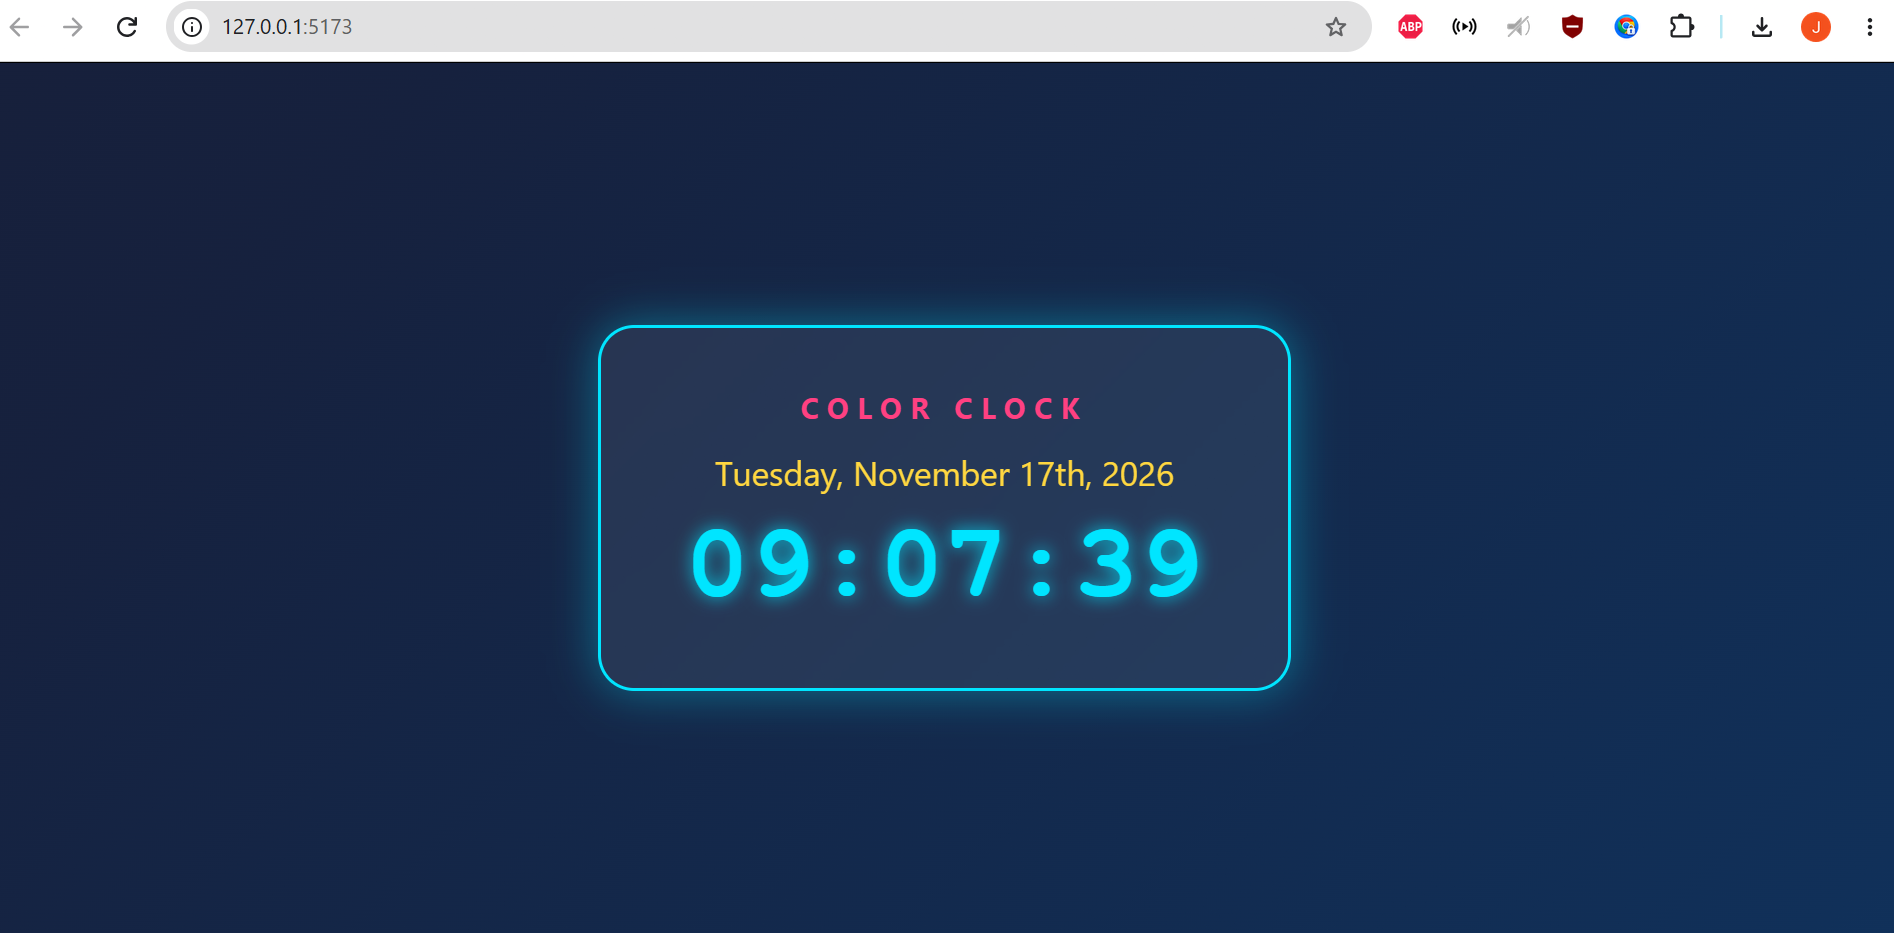 127.0.0.1:5173
ABP
J
COLOR CLOCK
Tuesday, November 17th, 2026
09:07:39